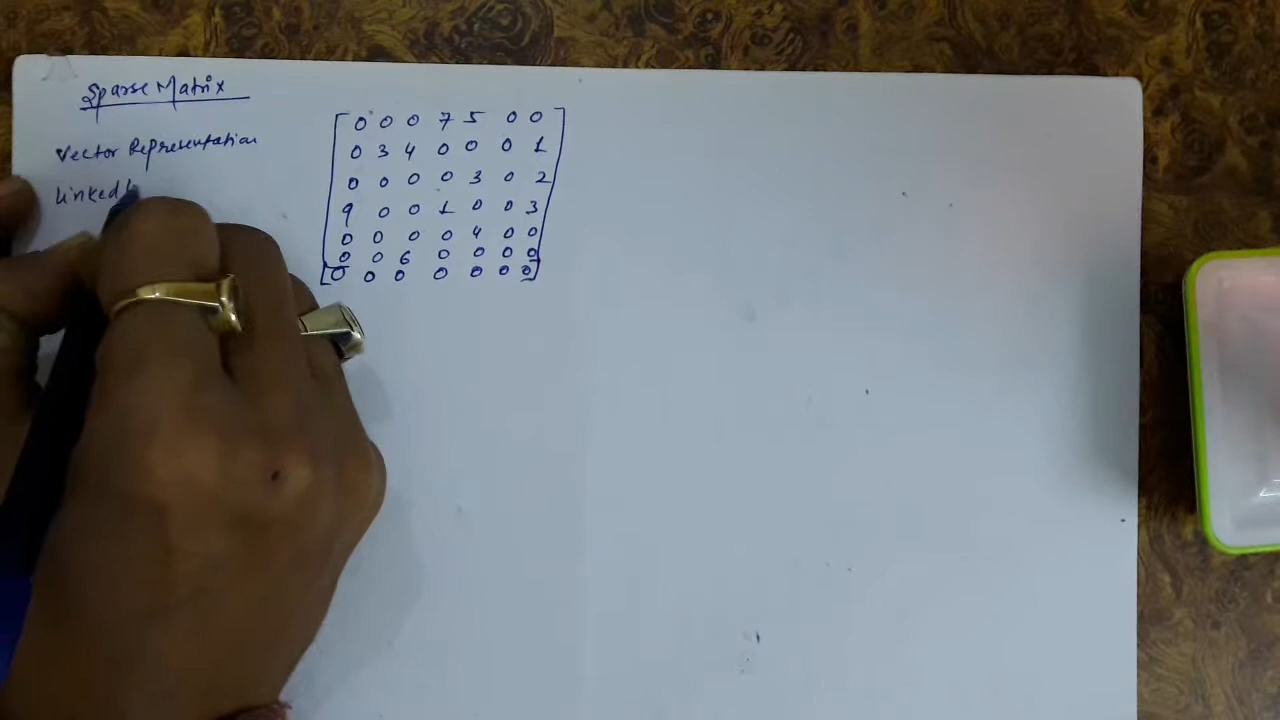 Sparse Matrix
Vector Representation
Linked
0 0 0 7 5 0 0
0 3 4 0 0 0 1
0 0 0 0 3 0 2
9 0 0 1 0 0 3
0 0 0 0 4 0 0
0 0 6 0 0 0 0
0 0 0 0 0 0 0